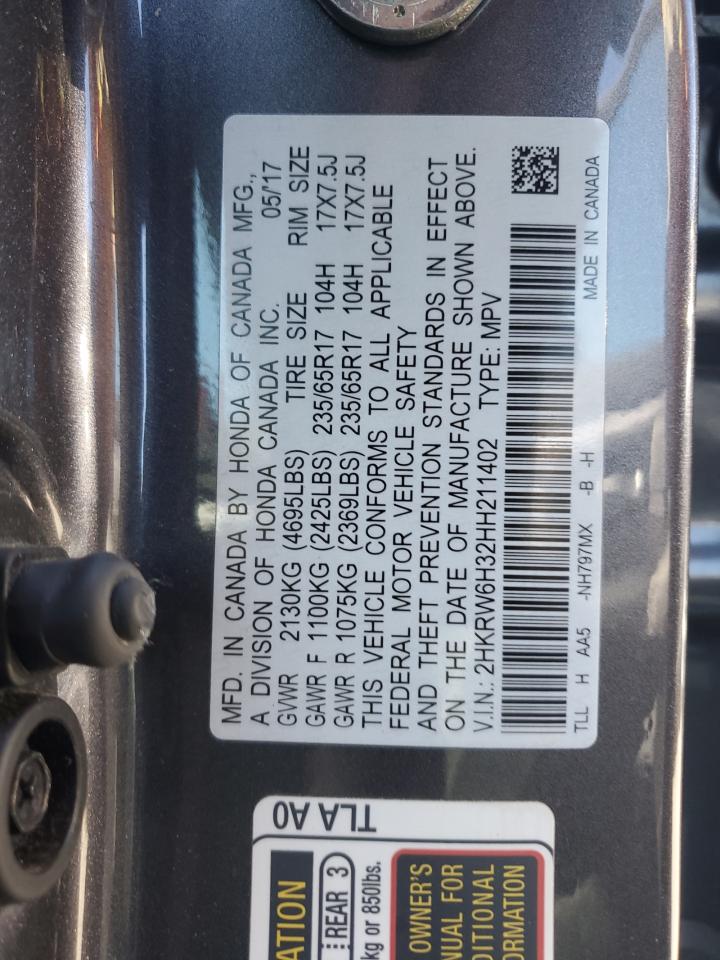 MFD. IN CANADA BY HONDA OF CANADA MFG.,
A DIVISION OF HONDA CANADA INC. 05/17
GVWR 2130KG (4695LBS) TIRE SIZE RIM SIZE
GAWR F 1100KG (2425LBS) 235/65R17 104H 17X7.5J
GAWR R 1075KG (2369LBS) 235/65R17 104H 17X7.5J
THIS VEHICLE CONFORMS TO ALL APPLICABLE
FEDERAL MOTOR VEHICLE SAFETY
AND THEFT PREVENTION STANDARDS IN EFFECT
ON THE DATE OF MANUFACTURE SHOWN ABOVE.
V.I.N.: 2HKRW6H32HH211402 TYPE: MPV
TLL H AA5 -NH797MX -B -H MADE IN CANADA
TLA A0
ATION
REAR 3
kg or 850lbs.
OWNER'S
NUAL FOR
DITIONAL
ORMATION